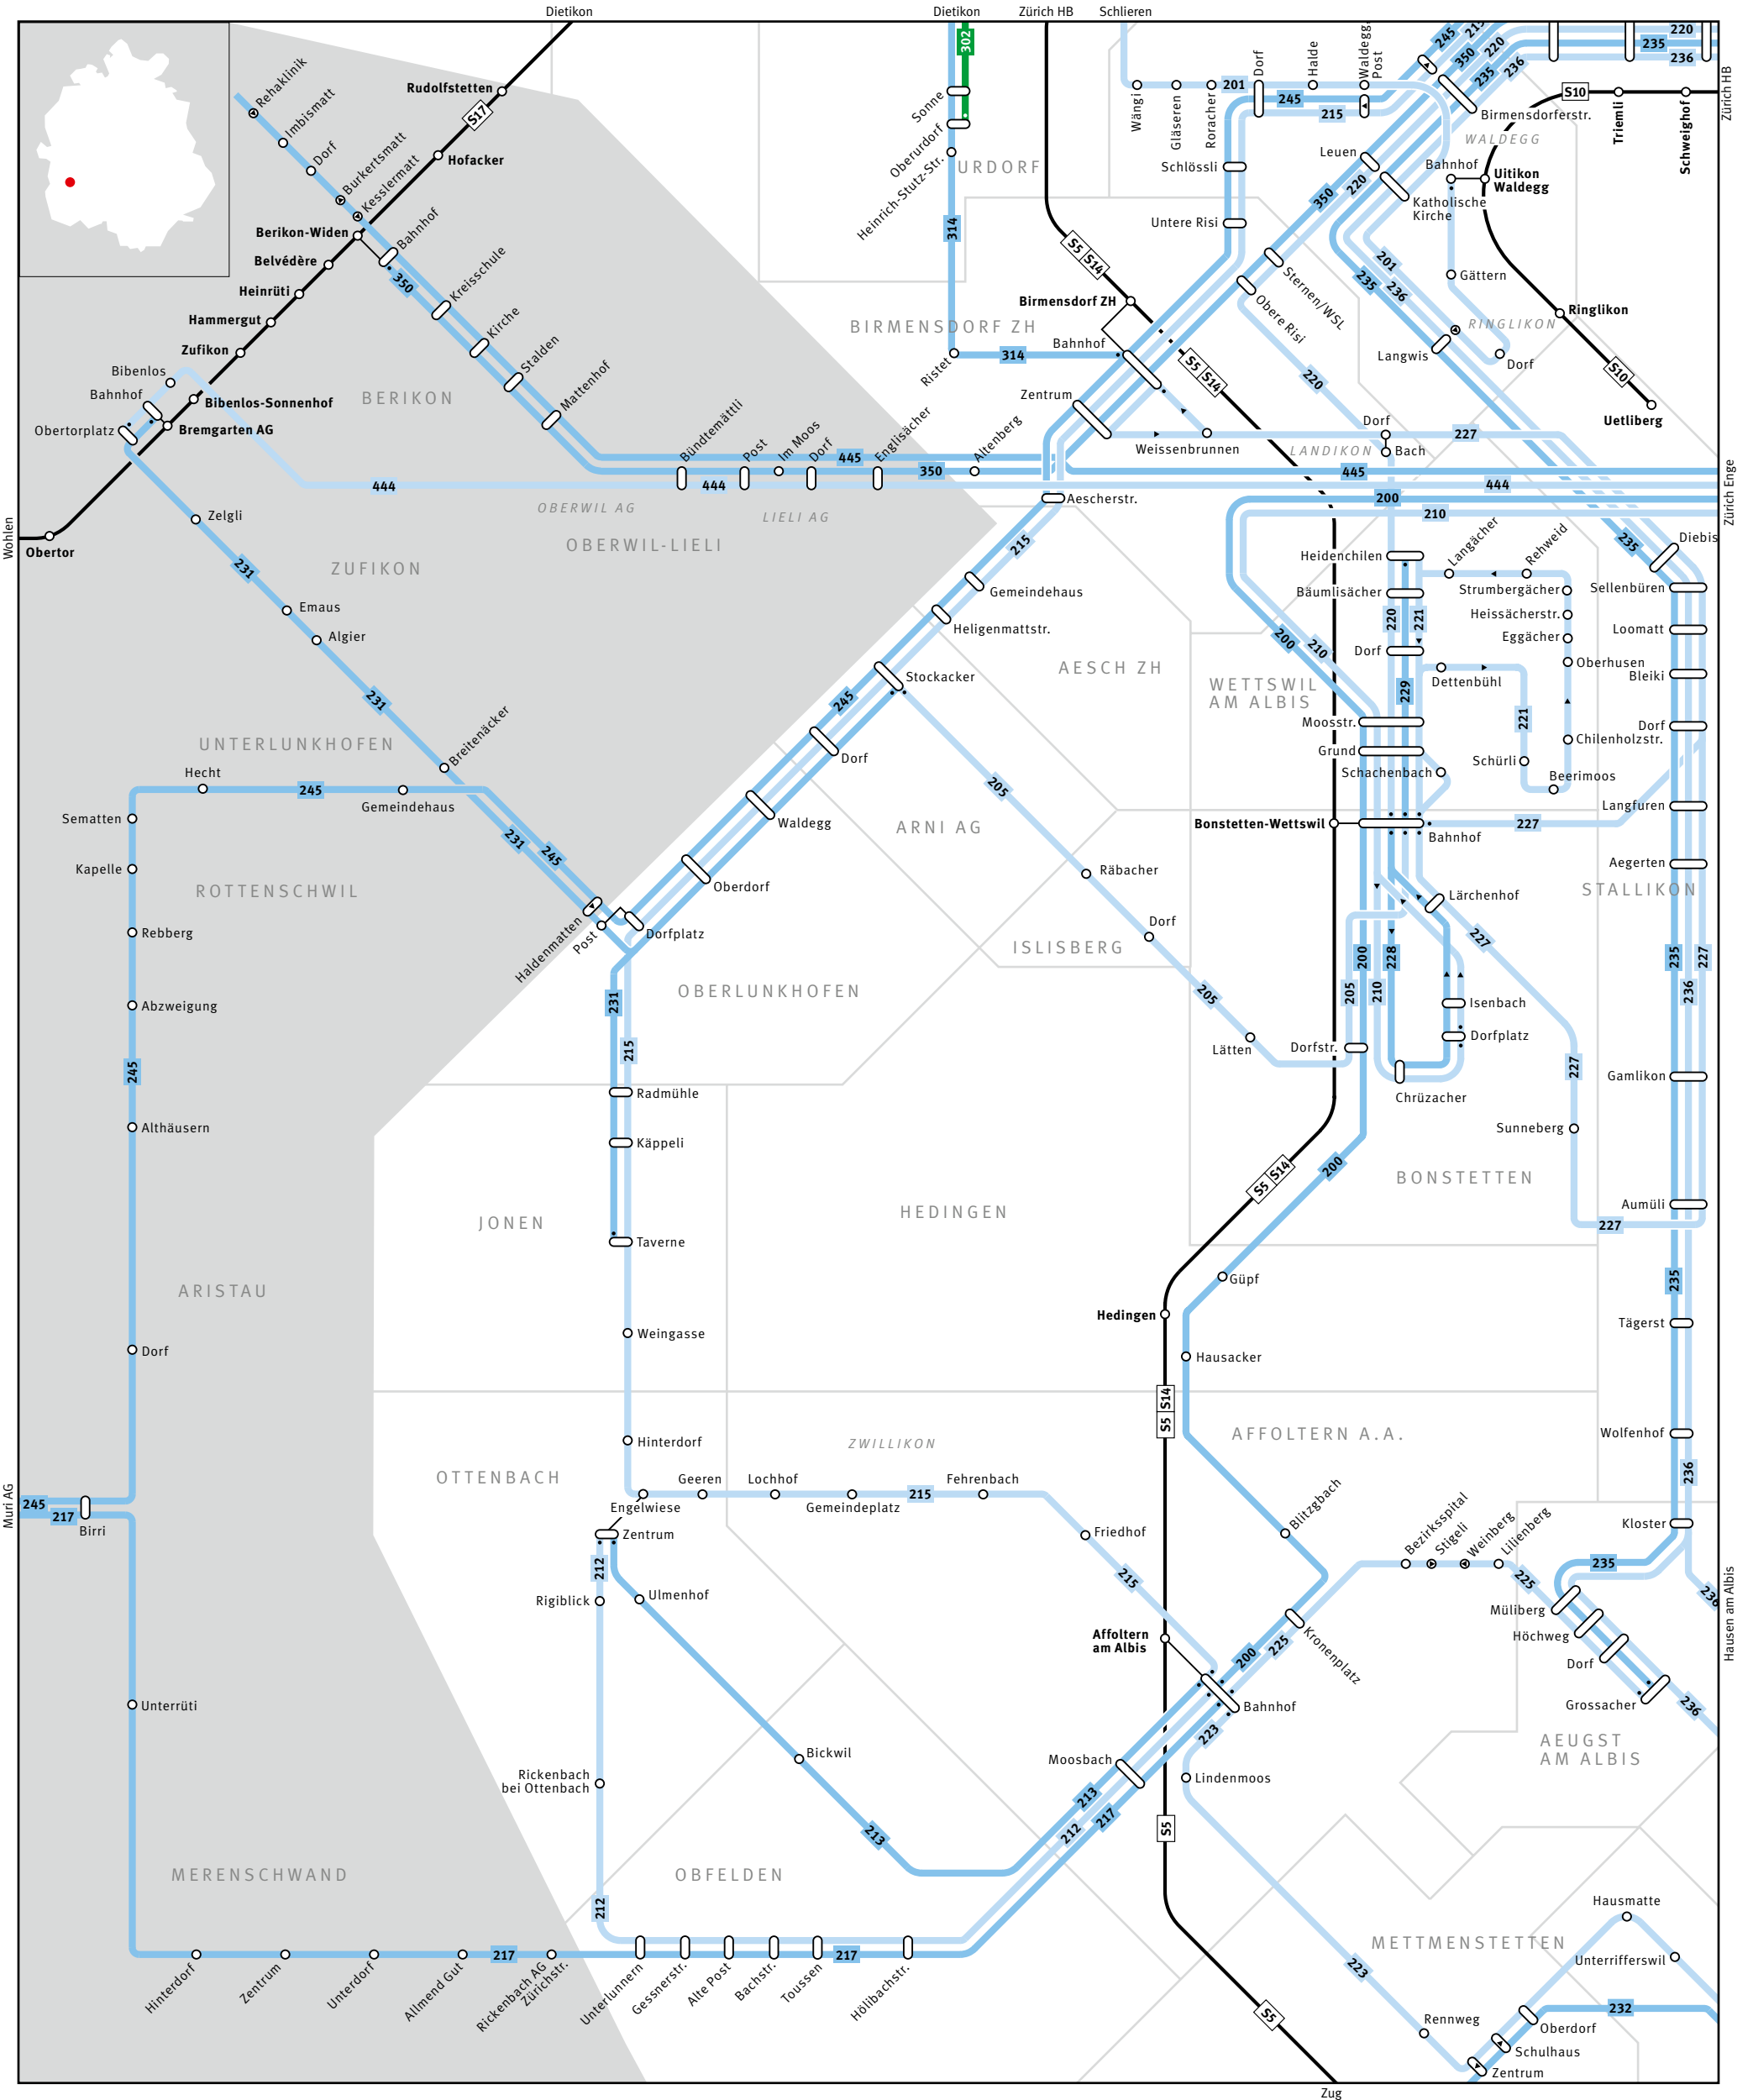 Dietikon
Dietikon
Zürich HB
Schlieren
Rehaklinik
Imbismatt
Dorf
Burkertsmatt
Kesslermatt
Bahnhof
350
Kreisschule
Kirche
Stalden
Mattenhof
Rudolfstetten
S17
Hofacker
Berikon-Widen
Belvédère
Heinrüti
Hammergut
Zufikon
Bibenlos
Bahnhof
Bibenlos-Sonnenhof
Obertorplatz
Bremgarten AG
Wohlen
Obertor
BERIKON
302
Sonne
Oberurdorf
Heinrich-Stutz-Str.
URDORF
314
BIRMENSDORF ZH
Ristet
314
S5 S14
Birmensdorf ZH
Bahnhof
Zentrum
S5 S14
Weissenbrunnen
Wängi
Gläseren
Roracher
201
Dorf
245
Halde
Waldegg,
Post
215
Schlössli
Untere Risi
245
215
350
220
235
236
220
235
236
Zürich HB
Birmensdorferstr.
S10
Triemli
Schweighof
WALDEGG
Leuen
Bahnhof
Uitikon
Waldegg
Katholische
Kirche
350
220
Sternen/WSL
Obere Risi
220
201
236
235
Gättern
Ringlikon
RINGLIKON
Langwis
Dorf
S10
Uetliberg
Dorf
Bach
LANDIKON
227
445
444
200
210
Zürich Enge
444
Bündtemättli
Post
Im Moos
Dorf
Englisächer
Altenberg
445
350
444
OBERWIL AG
LIELI AG
OBERWIL-LIELI
Aescherstr.
215
Gemeindehaus
Heligenmattstr.
Stockacker
245
Dorf
Waldegg
Oberdorf
Dorfplatz
Haldenmatten
Post
Zelgli
ZUFIKON
231
Emaus
Algier
231
Breitenäcker
UNTERLUNKHOFEN
Hecht
245
Gemeindehaus
231
245
Sematten
Kapelle
ROTTENSCHWIL
Rebberg
Abzweigung
245
Althäusern
ARISTAU
Dorf
Muri AG
245
217
Birri
Unterrüti
MERENSCHWAND
Hinterdorf
Zentrum
Unterdorf
Allmend Gut
217
Rickenbach AG
Zürichstr.
AESCH ZH
ARNI AG
ISLISBERG
OBERLUNKHOFEN
205
Räbacher
Dorf
205
Lätten
Dorfstr.
WETTSWIL
AM ALBIS
200
210
Heidenchilen
Bäumlisächer
220
221
Dorf
229
Moosstr.
Grund
Schachenbach
Bonstetten-Wettswil
Bahnhof
227
Langächer
Rehweid
Strumbergächer
Heissächerstr.
Eggächer
Oberhusen
Dettenbühl
221
Chilenholzstr.
Schürli
Beerimoos
Lärchenhof
227
205
200
210
228
Isenbach
Dorfplatz
Chrüzacher
227
Sunneberg
BONSTETTEN
227
235
Diebis
Sellenbüren
Loomatt
Bleiki
Dorf
Langfuren
Aegerten
STALLIKON
235
236
227
Gamlikon
Aumüli
235
Tägerst
Wolfenhof
236
Kloster
235
236
Hausen am Albis
Müliberg
Höchweg
Dorf
Grossacher
236
AEUGST
AM ALBIS
231
215
Radmühle
Käppeli
Taverne
Weingasse
Hinterdorf
JONEN
HEDINGEN
S5 S14
200
Güpf
Hedingen
Hausacker
S5 S14
OTTENBACH
ZWILLIKON
AFFOLTERN A.A.
Engelwiese
Geeren
Lochhof
Gemeindeplatz
215
Fehrenbach
Friedhof
215
Zentrum
212
Rigiblick
Ulmenhof
Rickenbach
bei Ottenbach
Bickwil
213
212
Blitzgbach
Bezirksspital
Stigeli
Weinberg
Lilienberg
225
Affoltern
am Albis
200
225
Kronenplatz
Bahnhof
223
Moosbach
213
212
217
Lindenmoos
S5
OBFELDEN
Unterlunnern
Gessnerstr.
Alte Post
Bachstr.
Toussen
217
Hölibachstr.
METTMENSTETTEN
223
S5
Zug
Hausmatte
Unterrifferswil
232
Rennweg
Oberdorf
Schulhaus
Zentrum